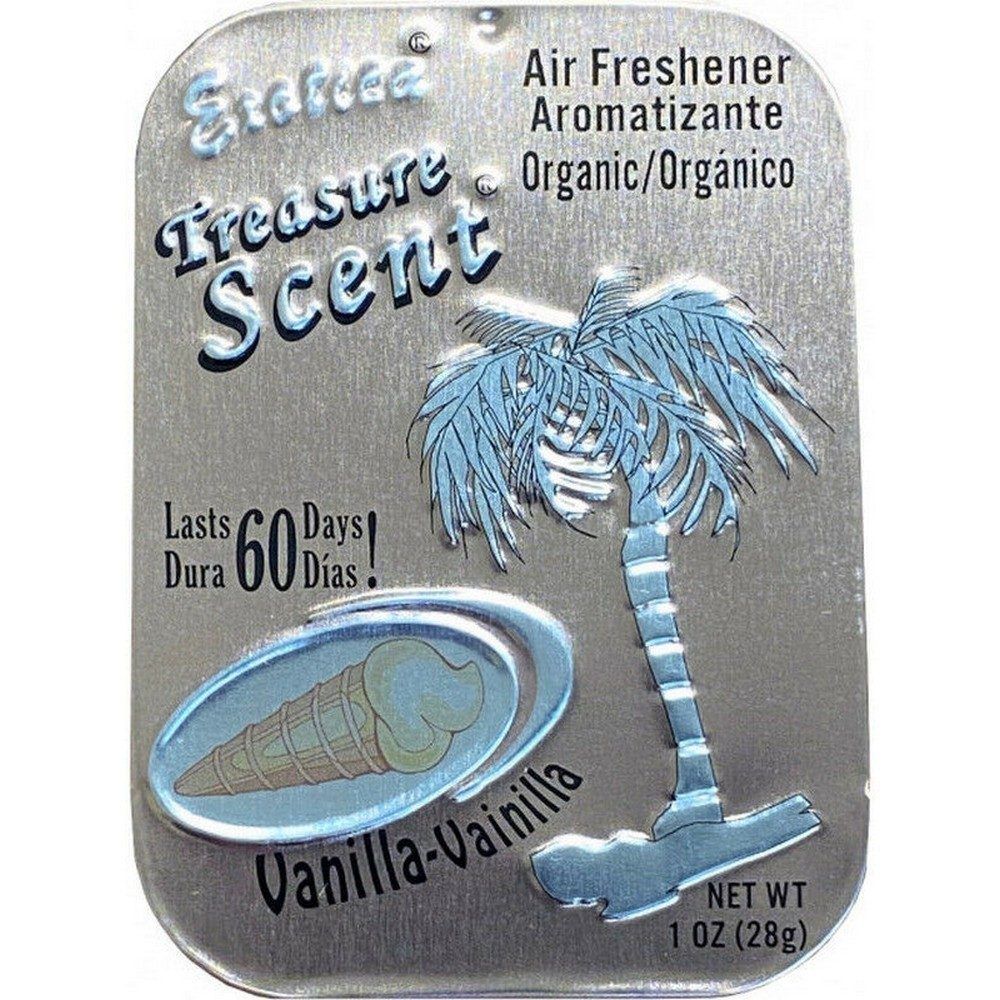 Exotica®
Treasure
Scent®
Air Freshener
Aromatizante
Organic/Orgánico
Lasts 60 Days!
Dura 60 Días!
Vanilla-Vainilla
NET WT
1 OZ (28g)